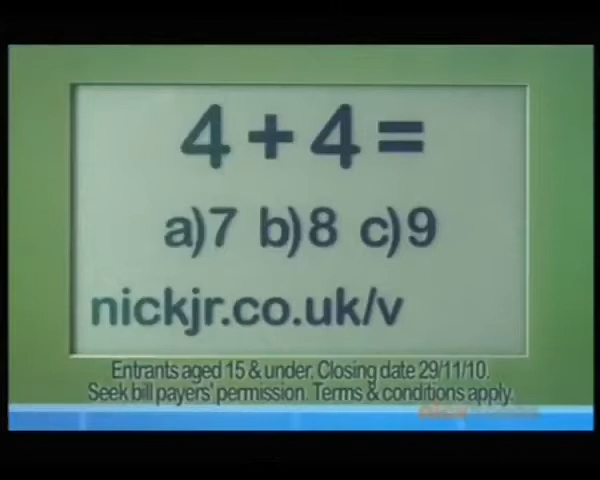 4 + 4 =
a)7 b)8 c)9
nickjr.co.uk/v
Entrants aged 15 & under. Closing date 29/11/10.
Seek bill payers' permission. Terms & conditions apply.